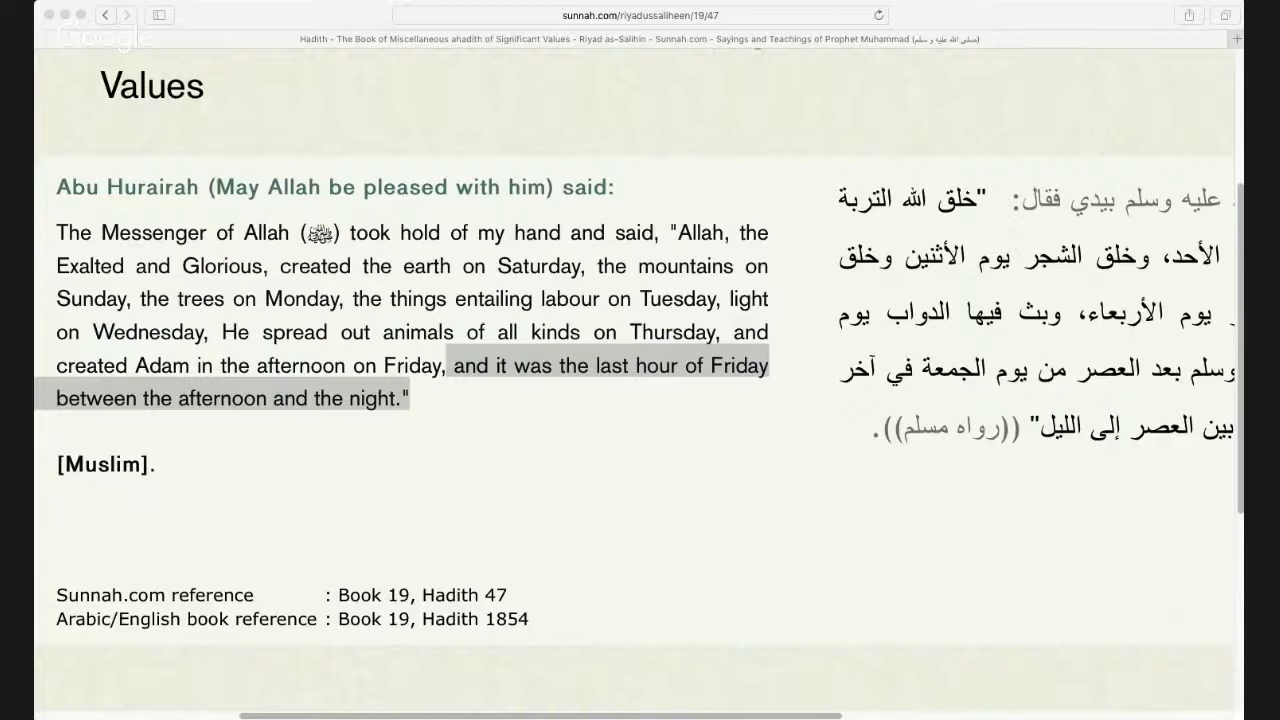 sunnah.com/riyadussaliheen/19/47
Hadith - The Book of Miscellaneous ahadith of Significant Values - Riyad as-Salihin - Sunnah.com - Sayings and Teachings of Prophet Muhammad (صلى الله عليه و سلم)
Google
Values
Abu Hurairah (May Allah be pleased with him) said:
The Messenger of Allah (ﷺ) took hold of my hand and said, "Allah, the
Exalted and Glorious, created the earth on Saturday, the mountains on
Sunday, the trees on Monday, the things entailing labour on Tuesday, light
on Wednesday, He spread out animals of all kinds on Thursday, and
created Adam in the afternoon on Friday, and it was the last hour of Friday
between the afternoon and the night."
[Muslim].
عليه وسلم بيدي فقال: "خلق الله التربة
الأحد، وخلق الشجر يوم الأثنين وخلق
يوم الأربعاء، وبث فيها الدواب يوم
وسلم بعد العصر من يوم الجمعة في آخر
بين العصر إلى الليل" ((رواه مسلم)).
Sunnah.com reference : Book 19, Hadith 47
Arabic/English book reference : Book 19, Hadith 1854